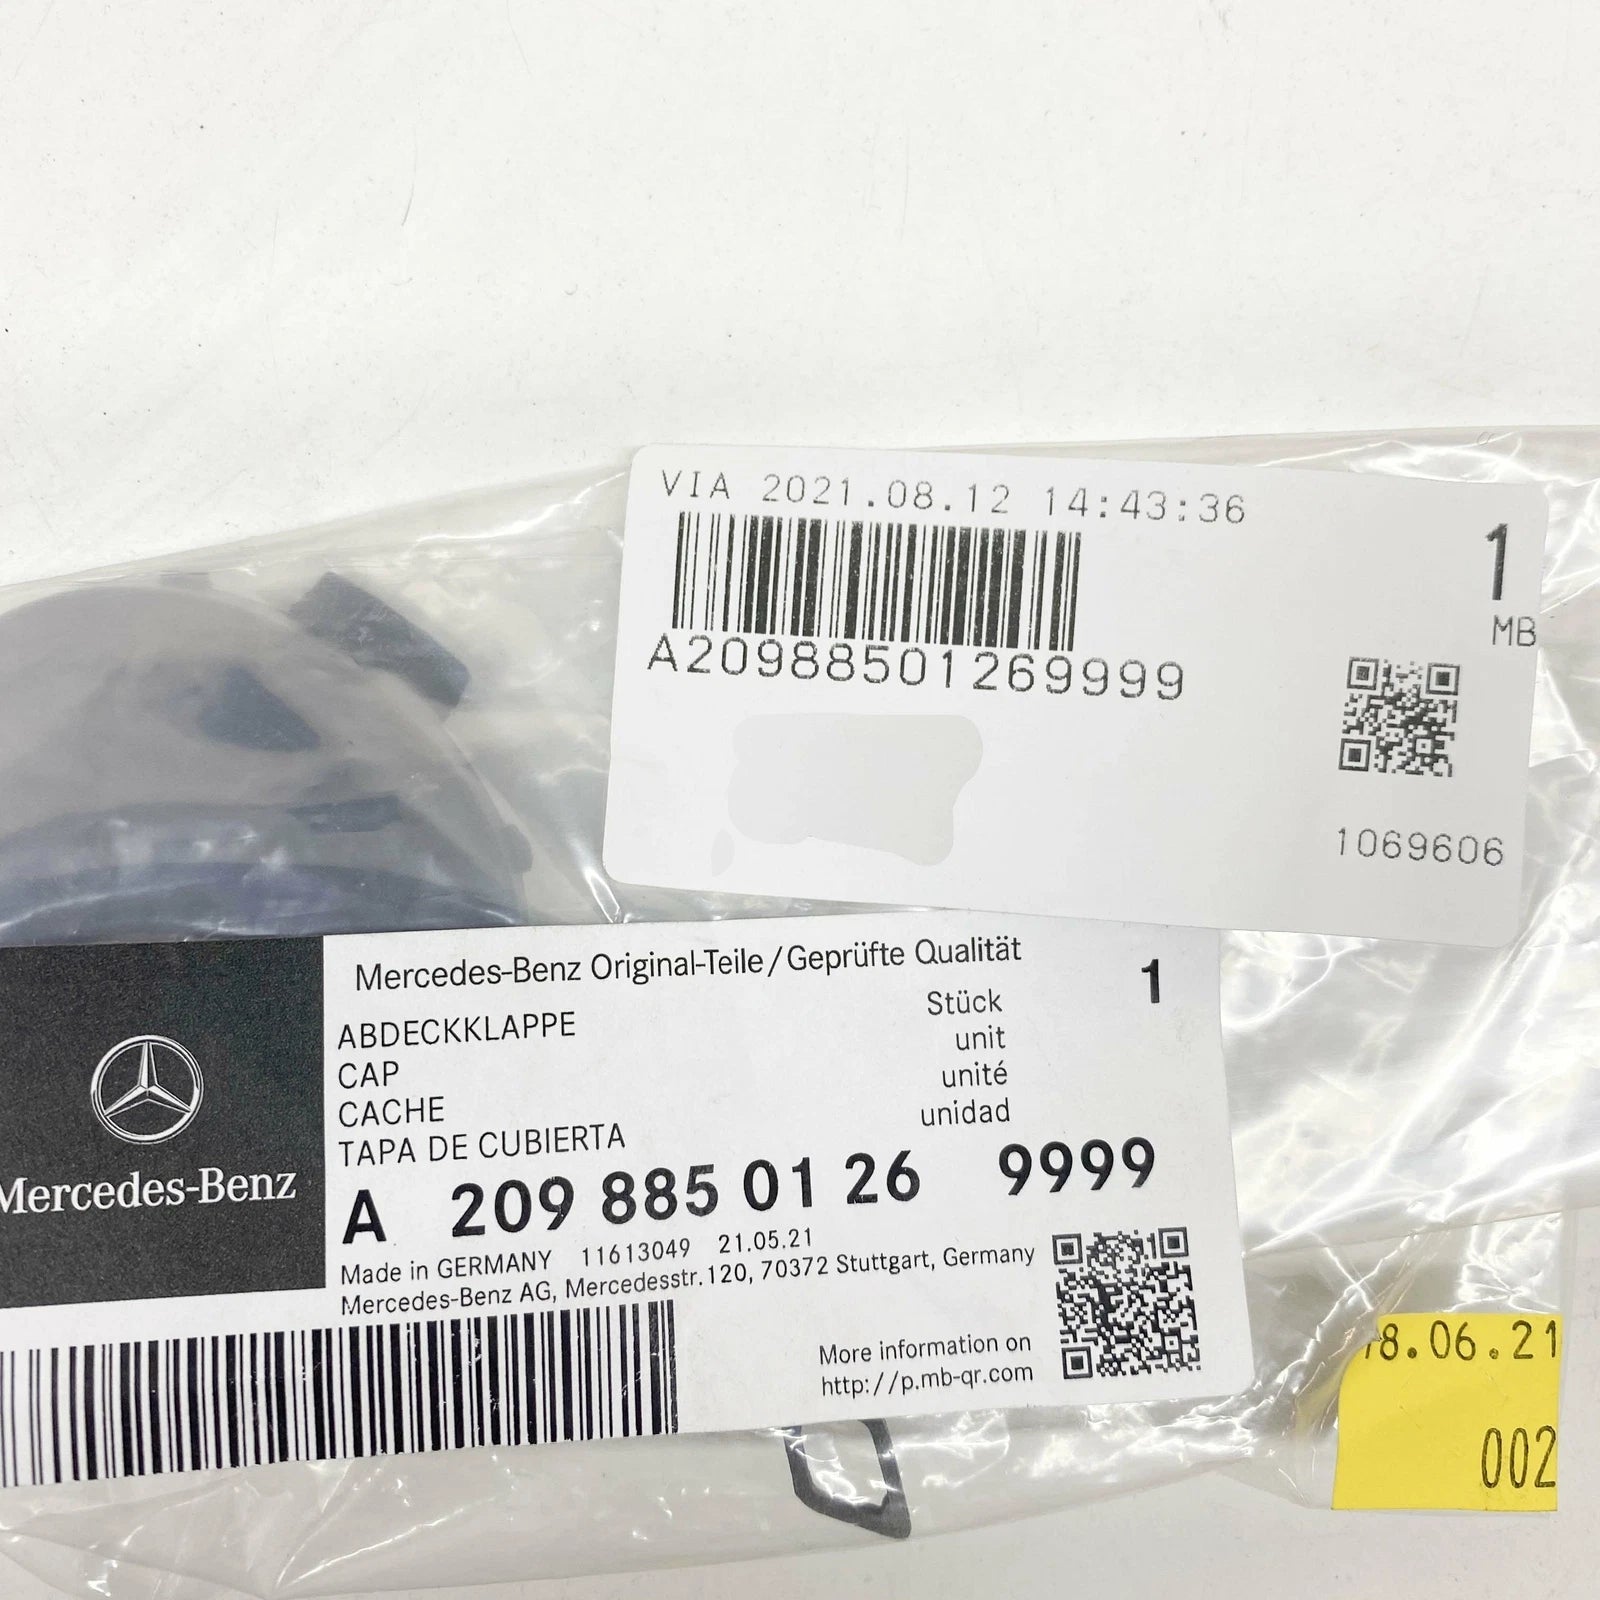 VIA 2021.08.12 14:43:36
1
MB
A20988501269999
1069606
Mercedes-Benz Original-Teile/Geprüfte Qualität
1
ABDECKKLAPPE
CAP
CACHE
TAPA DE CUBIERTA
Stück
unit
unité
unidad
A 209 885 01 26 9999
Made in GERMANY 11613049 21.05.21
Mercedes-Benz AG, Mercedesstr.120, 70372 Stuttgart, Germany
More information on
http://p.mb-qr.com
Mercedes-Benz
8.06.21
002